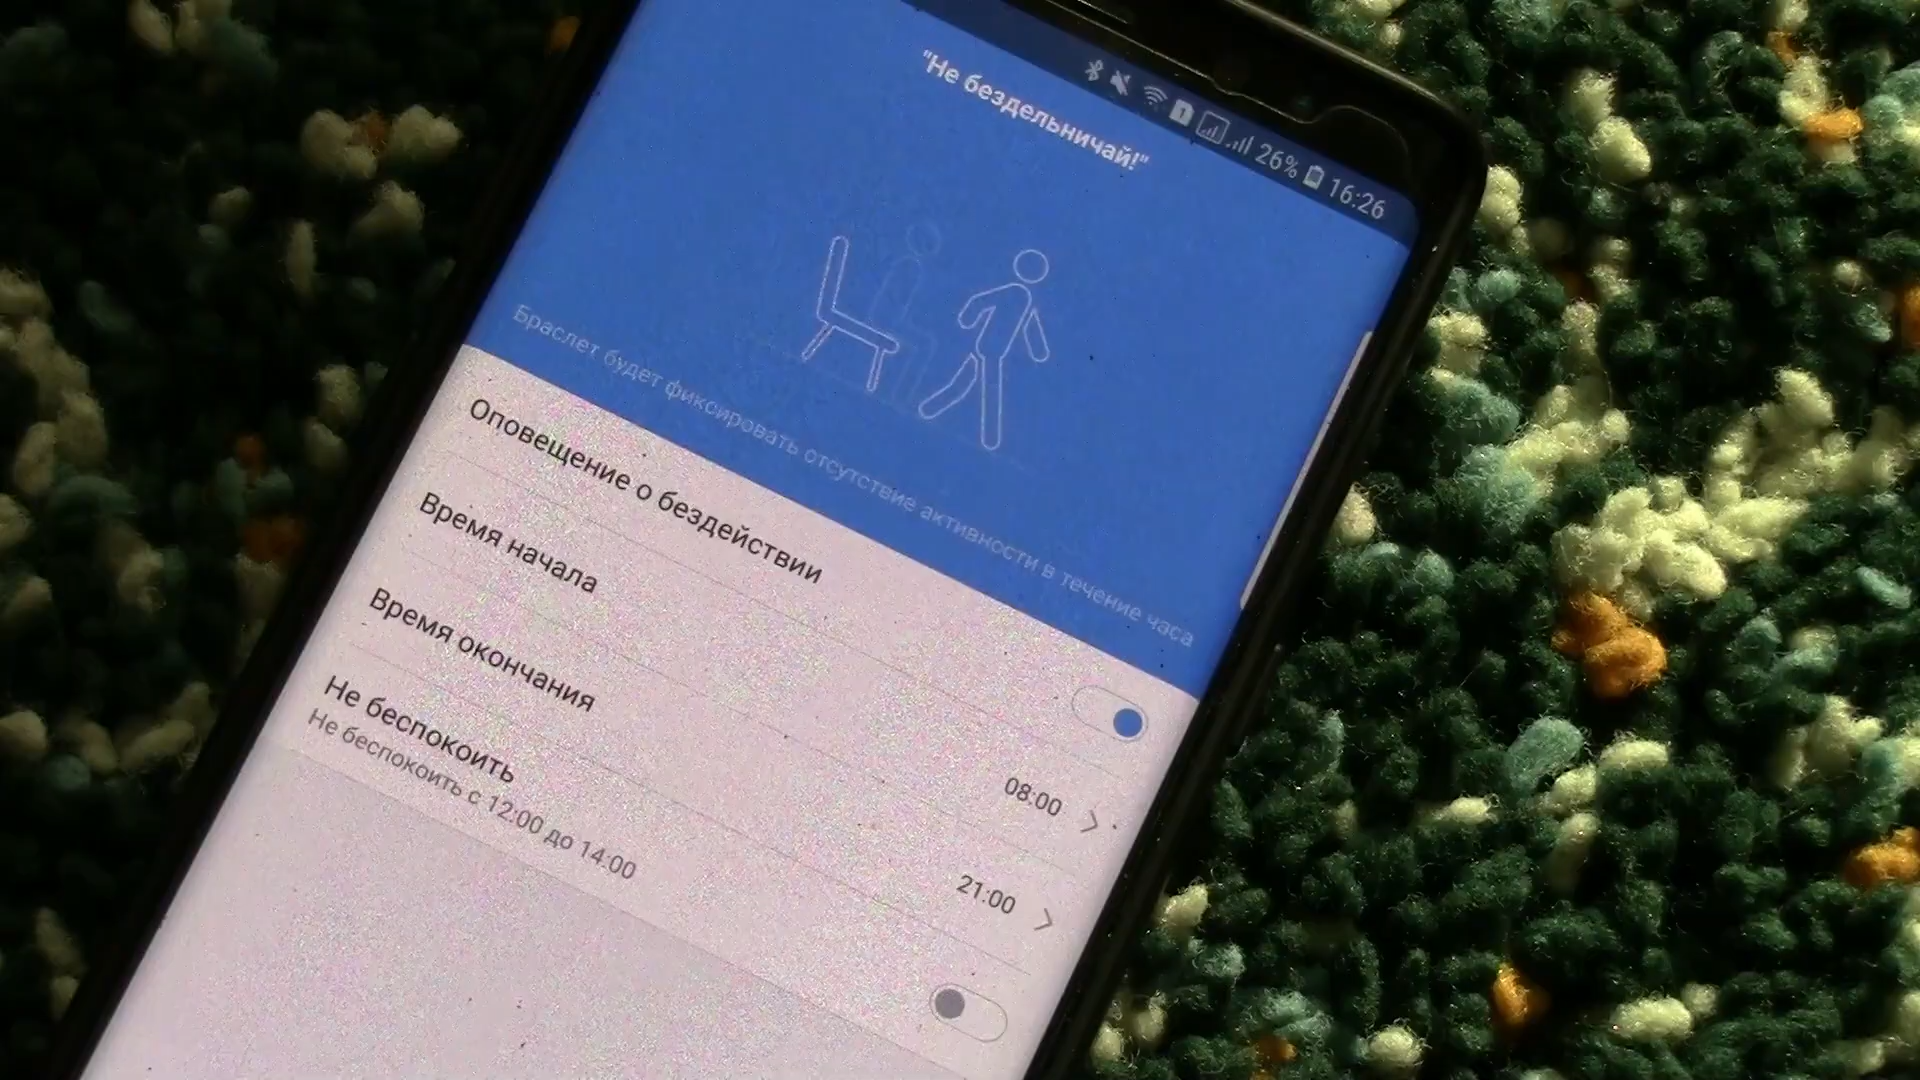 26% 16:26
"Не бездельничай!"
Браслет будет фиксировать отсутствие активности в течение часа
Оповещение о бездействии
Время начала
08:00
Время окончания
21:00
Не беспокоить
Не беспокоить с 12:00 до 14:00